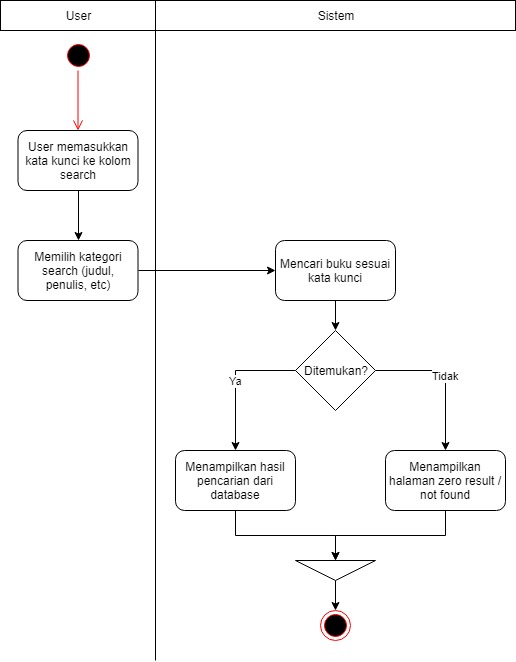 User
Sistem
User memasukkan
kata kunci ke kolom
search
Memilih kategori
search (judul,
penulis, etc)
Mencari buku sesuai
kata kunci
Ditemukan?
Ya
Tidak
Menampilkan hasil
pencarian dari
database
Menampilkan
halaman zero result /
not found